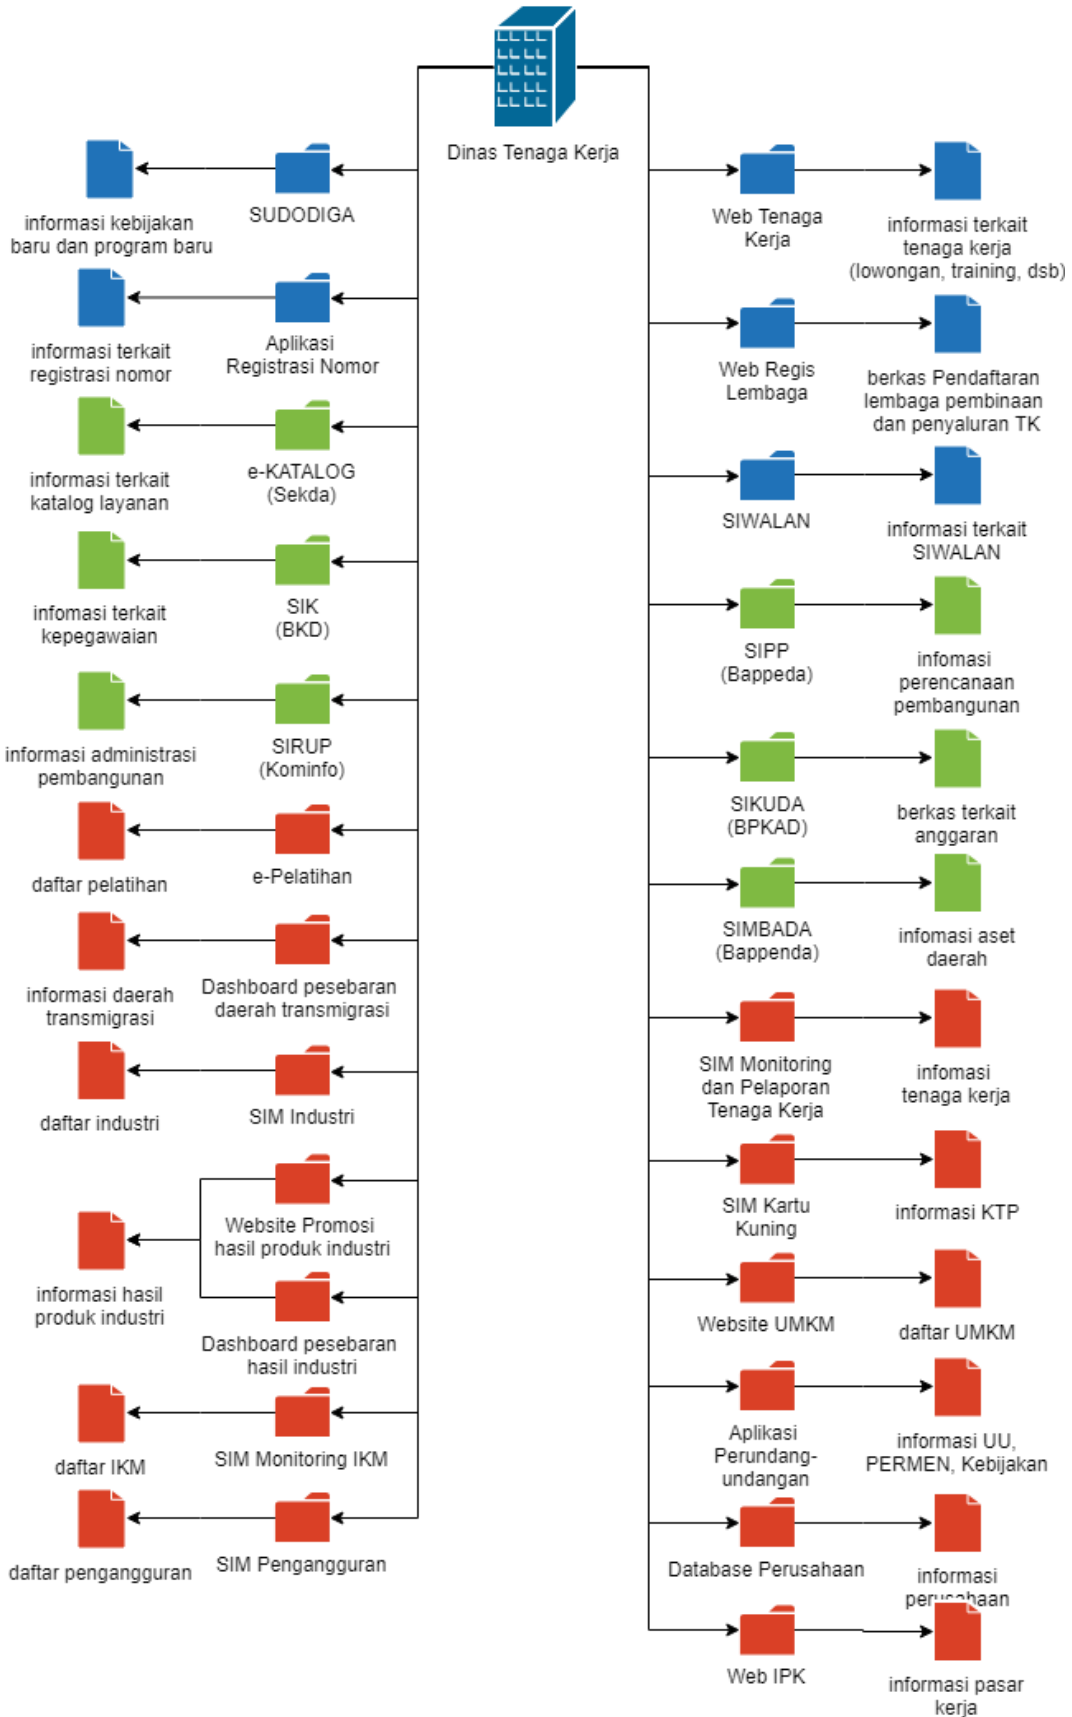 Dinas Tenaga Kerja
informasi kebijakan
baru dan program baru
SUDODIGA
informasi terkait
registrasi nomor
Aplikasi
Registrasi Nomor
informasi terkait
katalog layanan
e-KATALOG
(Sekda)
infomasi terkait
kepegawaian
SIK
(BKD)
informasi administrasi
pembangunan
SIRUP
(Kominfo)
daftar pelatihan
e-Pelatihan
informasi daerah
transmigrasi
Dashboard pesebaran
daerah transmigrasi
daftar industri
SIM Industri
informasi hasil
produk industri
Website Promosi
hasil produk industri
Dashboard pesebaran
hasil industri
daftar IKM
SIM Monitoring IKM
daftar pengangguran
SIM Pengangguran
Web Tenaga
Kerja
informasi terkait
tenaga kerja
(lowongan, training, dsb)
Web Regis
Lembaga
berkas Pendaftaran
lembaga pembinaan
dan penyaluran TK
SIWALAN
informasi terkait
SIWALAN
SIPP
(Bappeda)
infomasi
perencanaan
pembangunan
SIKUDA
(BPKAD)
berkas terkait
anggaran
SIMBADA
(Bappenda)
infomasi aset
daerah
SIM Monitoring
dan Pelaporan
Tenaga Kerja
infomasi
tenaga kerja
SIM Kartu
Kuning
informasi KTP
Website UMKM
daftar UMKM
Aplikasi
Perundang-
undangan
informasi UU,
PERMEN, Kebijakan
Database Perusahaan
informasi
perusahaan
Web IPK
informasi pasar
kerja